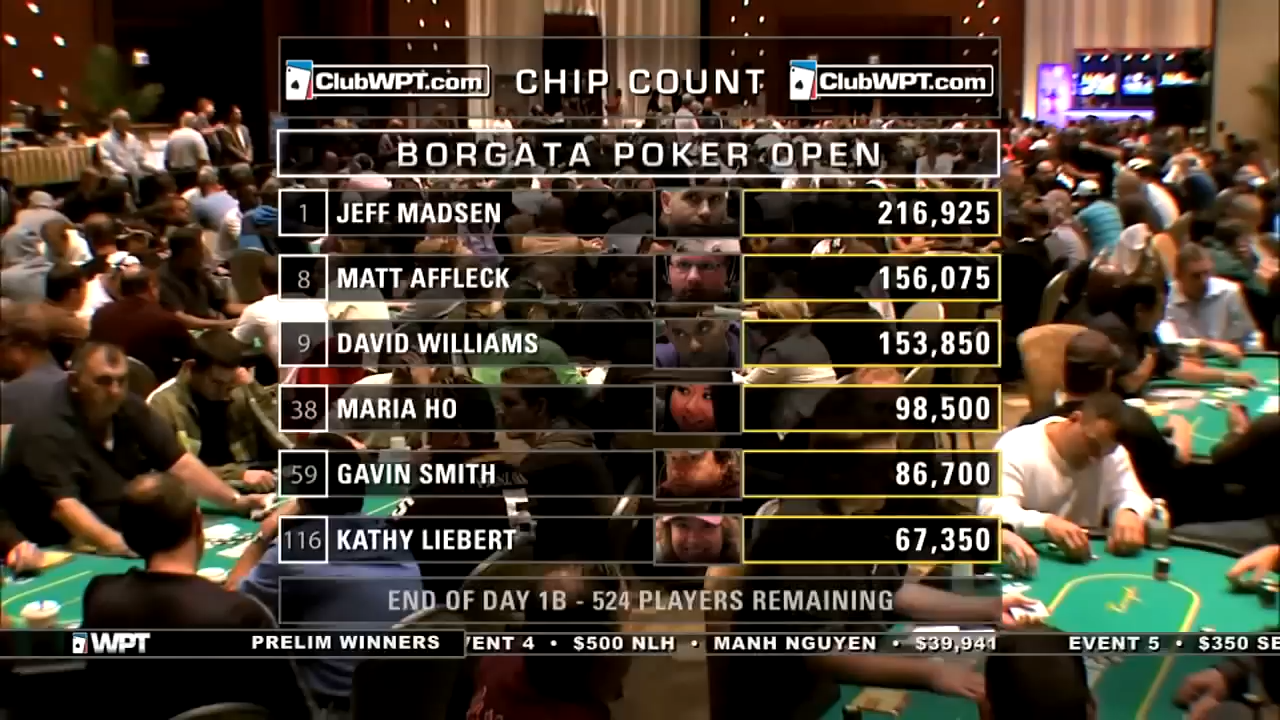 ClubWPT.com CHIP COUNT ClubWPT.com
BORGATA POKER OPEN
1 JEFF MADSEN 216,925
8 MATT AFFLECK 156,075
9 DAVID WILLIAMS 153,850
38 MARIA HO 98,500
59 GAVIN SMITH 86,700
116 KATHY LIEBERT 67,350
END OF DAY 1B - 524 PLAYERS REMAINING
WPT PRELIM WINNERS VENT 4 • $500 NLH • MANH NGUYEN • $39,941 EVENT 5 • $350 SE